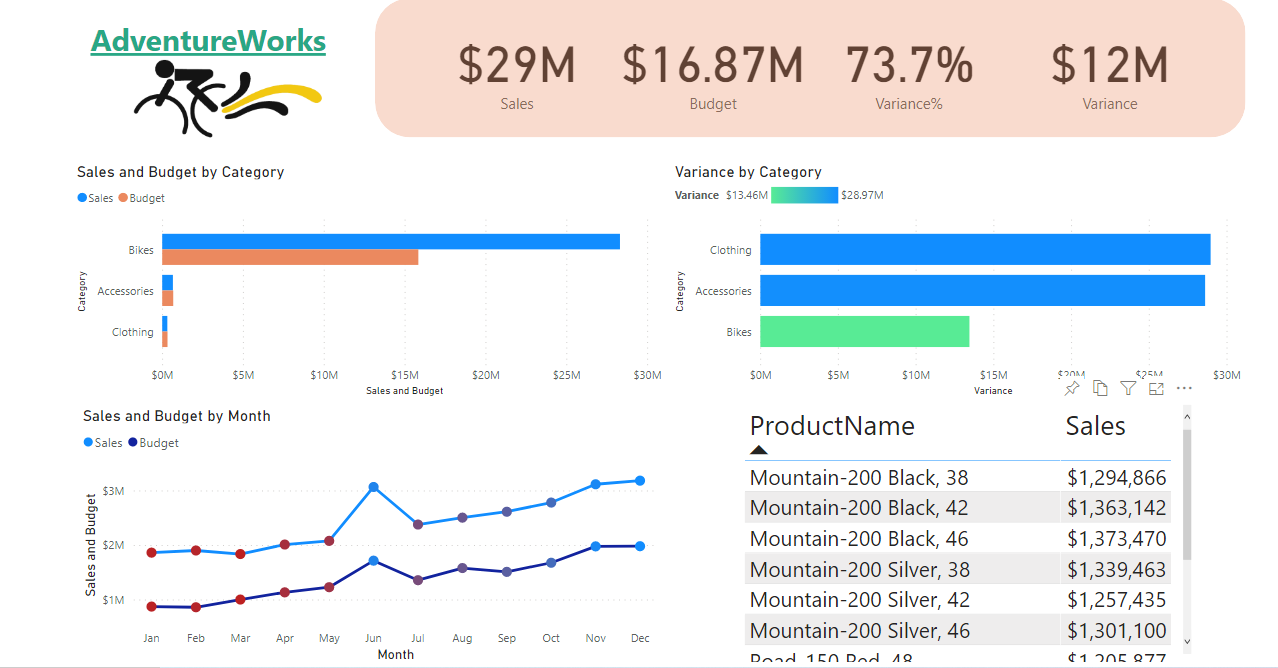 AdventureWorks
$29M $16.87M 73.7% $12M
Sales Budget Variance% Variance
Sales and Budget by Category
Sales Budget
Bikes
Accessories
Clothing
Category
$0M $5M $10M $15M $20M $25M $30M
Sales and Budget
Variance by Category
Variance $13.46M $28.97M
Clothing
Accessories
Bikes
Category
$0M $5M $10M $15M $20M $25M $30M
Variance
Sales and Budget by Month
Sales Budget
$3M
$2M
$1M
Sales and Budget
Jan Feb Mar Apr May Jun Jul Aug Sep Oct Nov Dec
Month
ProductName Sales
Mountain-200 Black, 38 $1,294,866
Mountain-200 Black, 42 $1,363,142
Mountain-200 Black, 46 $1,373,470
Mountain-200 Silver, 38 $1,339,463
Mountain-200 Silver, 42 $1,257,435
Mountain-200 Silver, 46 $1,301,100
Road-150 Red, 48 $1,205,877